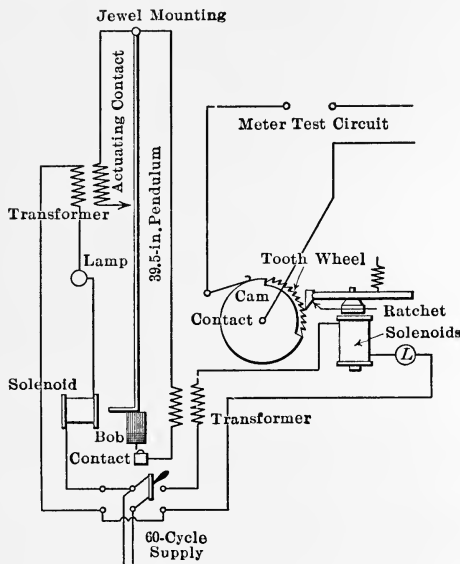 Jewel Mounting
Actuating Contact
39.5-in. Pendulum
Meter Test Circuit
Transformer
Tooth Wheel
Lamp
Cam
Contact
Ratchet
Solenoids
L
Solenoid
Transformer
Bob
Contact
60-Cycle
Supply